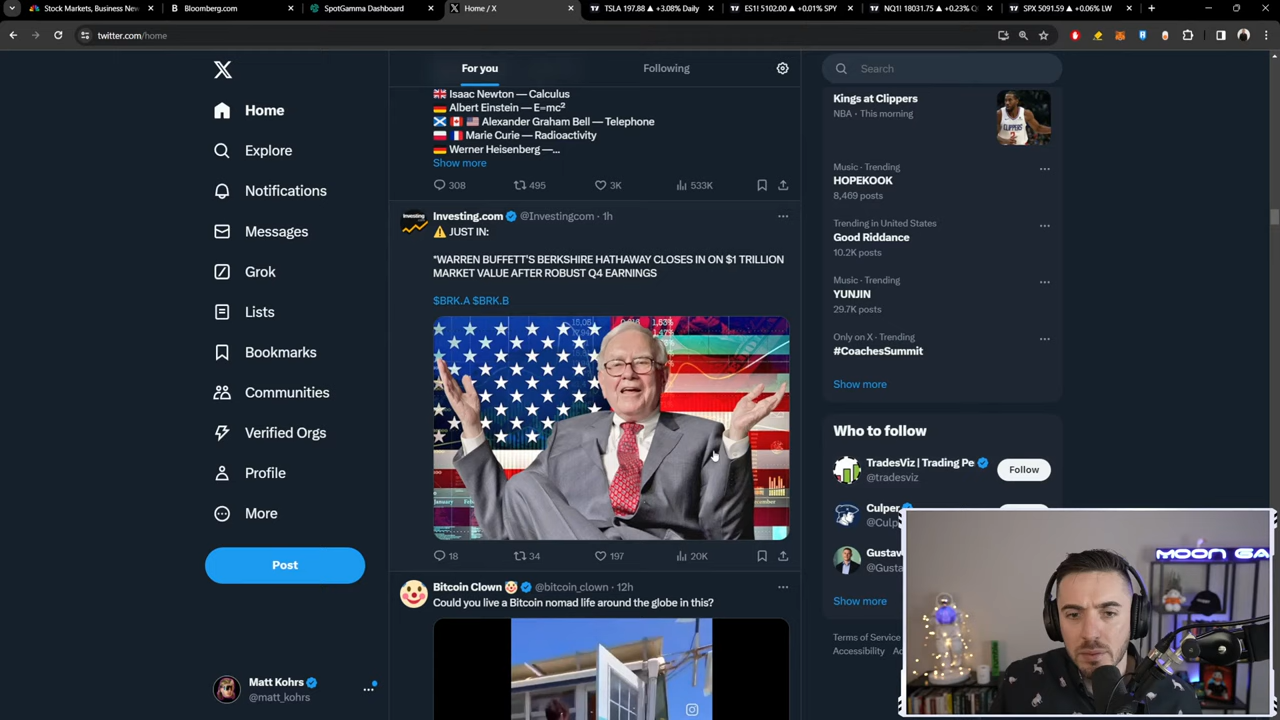 Stock Markets, Business New
Bloomberg.com
SpotGamma Dashboard
Home / X
TSLA 197.88 ▲ +3.08% Daily
ES1! 5102.00 ▲ +0.01% SPY
NQ1! 18031.75 ▲ +0.23%
SPX 5091.59 ▲ +0.06% LW
twitter.com/home
Home
Explore
Notifications
Messages
Grok
Lists
Bookmarks
Communities
Verified Orgs
Profile
More
Post
Matt Kohrs
@matt_kohrs
For you
Following
Isaac Newton — Calculus
Albert Einstein — E=mc²
Alexander Graham Bell — Telephone
Marie Curie — Radioactivity
Werner Heisenberg —...
Show more
308 495 3K 533K
Investing.com @Investingcom · 1h
JUST IN:
*WARREN BUFFETT'S BERKSHIRE HATHAWAY CLOSES IN ON $1 TRILLION
MARKET VALUE AFTER ROBUST Q4 EARNINGS
$BRK.A $BRK.B
18 34 197 20K
Bitcoin Clown @bitcoin_clown · 12h
Could you live a Bitcoin nomad life around the globe in this?
Search
Kings at Clippers
NBA · This morning
Music · Trending
HOPEKOOK
8,469 posts
Trending in United States
Good Riddance
10.2K posts
Music · Trending
YUNJIN
29.7K posts
Only on X · Trending
#CoachesSummit
Show more
Who to follow
TradesViz | Trading Pe
@tradesviz
Follow
Culper
@Culp
Gustav
@Gusta
Show more
Terms of Service
Accessibility
MOON GA